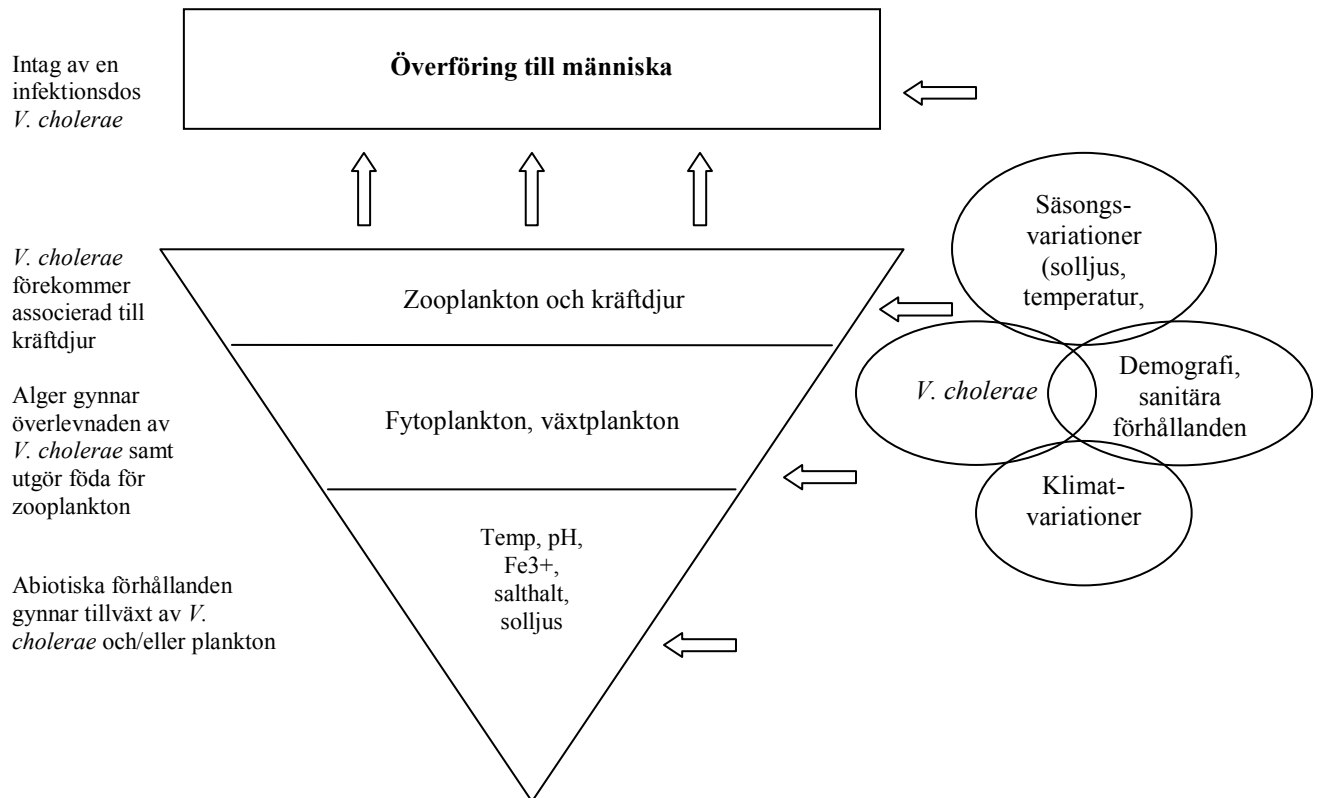 Överföring till människa
Intag av en
infektionsdos
V. cholerae
V. cholerae
förekommer
associerad till
kräftdjur
Zooplankton och kräftdjur
Alger gynnar
överlevnaden av
V. cholerae samt
utgör föda för
zooplankton
Fytoplankton, växtplankton
Abiotiska förhållanden
gynnar tillväxt av V.
cholerae och/eller plankton
Temp, pH,
Fe3+,
salthalt,
solljus
Säsongs-
variationer
(solljus,
temperatur,
V. cholerae
Demografi,
sanitära
förhållanden
Klimat-
variationer